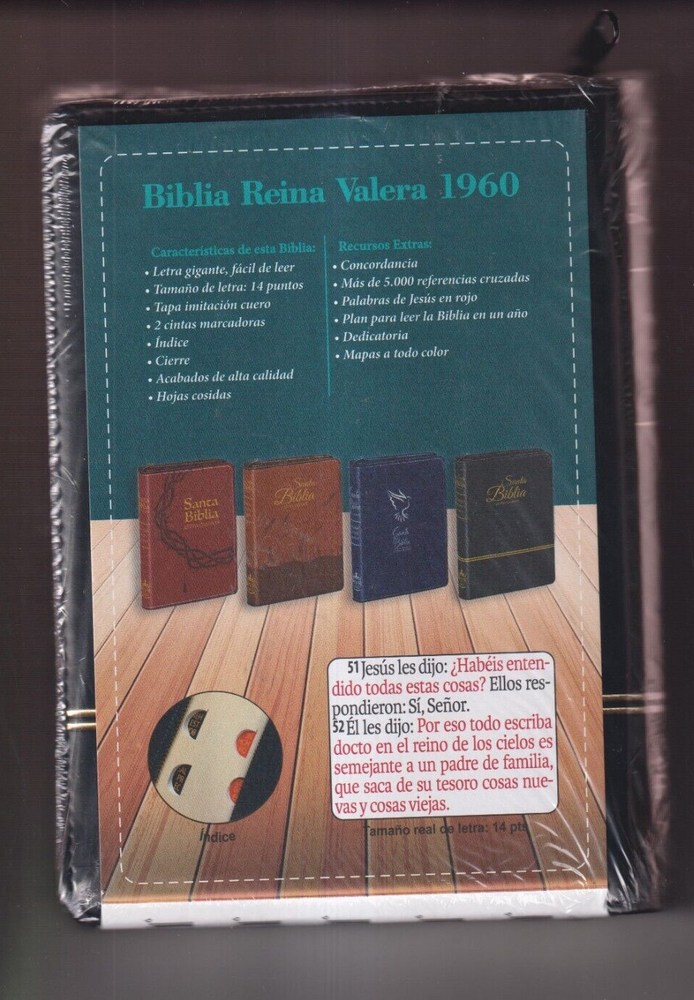 Biblia Reina Valera 1960
Características de esta Biblia:
• Letra gigante, fácil de leer
• Tamaño de letra: 14 puntos
• Tapa imitación cuero
• 2 cintas marcadoras
• Índice
• Cierre
• Acabados de alta calidad
• Hojas cosidas
Recursos Extras:
• Concordancia
• Más de 5.000 referencias cruzadas
• Palabras de Jesús en rojo
• Plan para leer la Biblia en un año
• Dedicatoria
• Mapas a todo color
Santa
Biblia
Santa
Biblia
Santa
Biblia
Santa
Biblia
51 Jesús les dijo: ¿Habéis enten-
dido todas estas cosas? Ellos res-
pondieron: Sí, Señor.
52 Él les dijo: Por eso todo escriba
docto en el reino de los cielos es
semejante a un padre de familia,
que saca de su tesoro cosas nue-
vas y cosas viejas.
Índice
Tamaño real de letra: 14 pts